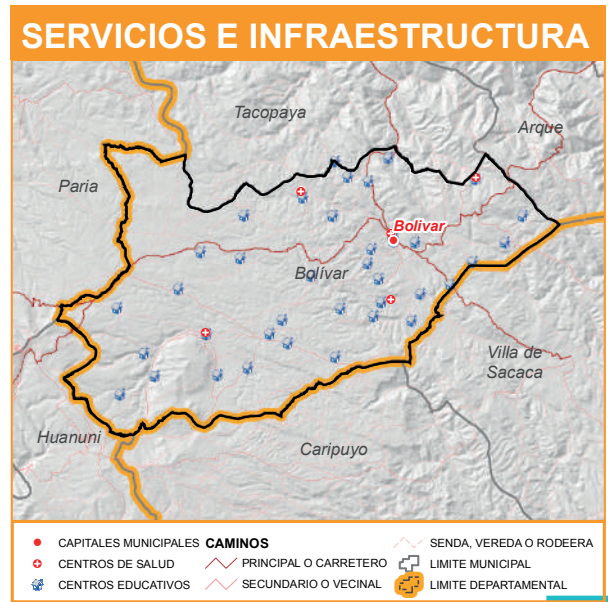 SERVICIOS E INFRAESTRUCTURA
Tacopaya
Arque
Paria
Bolivar
Bolívar
Villa de
Sacaca
Huanuni
Caripuyo
CAPITALES MUNICIPALES
CENTROS DE SALUD
CENTROS EDUCATIVOS
CAMINOS
PRINCIPAL O CARRETERO
SECUNDARIO O VECINAL
SENDA, VEREDA O RODEERA
LIMITE MUNICIPAL
LIMITE DEPARTAMENTAL